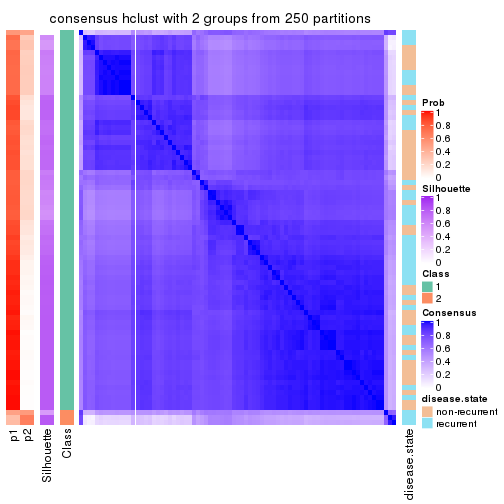 consensus hclust with 2 groups from 250 partitions
Prob
1
0.8
0.6
0.4
0.2
0
Silhouette
1
0.8
0.6
0.4
0.2
0
Class
1
2
Consensus
1
0.8
0.6
0.4
0.2
0
disease.state
non-recurrent
recurrent
p1
p2
Silhouette
Class
disease.state